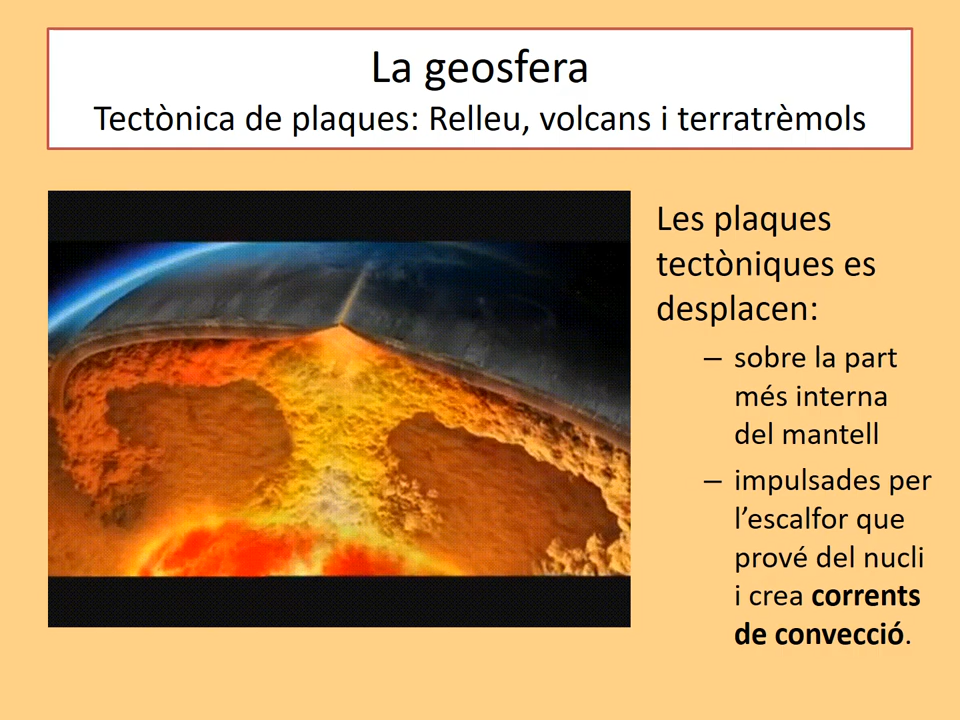 La geosfera
Tectònica de plaques: Relleu, volcans i terratrèmols
Les plaques
tectòniques es
desplacen:
– sobre la part
més interna
del mantell
– impulsades per
l’escalfor que
prové del nucli
i crea corrents
de convecció.